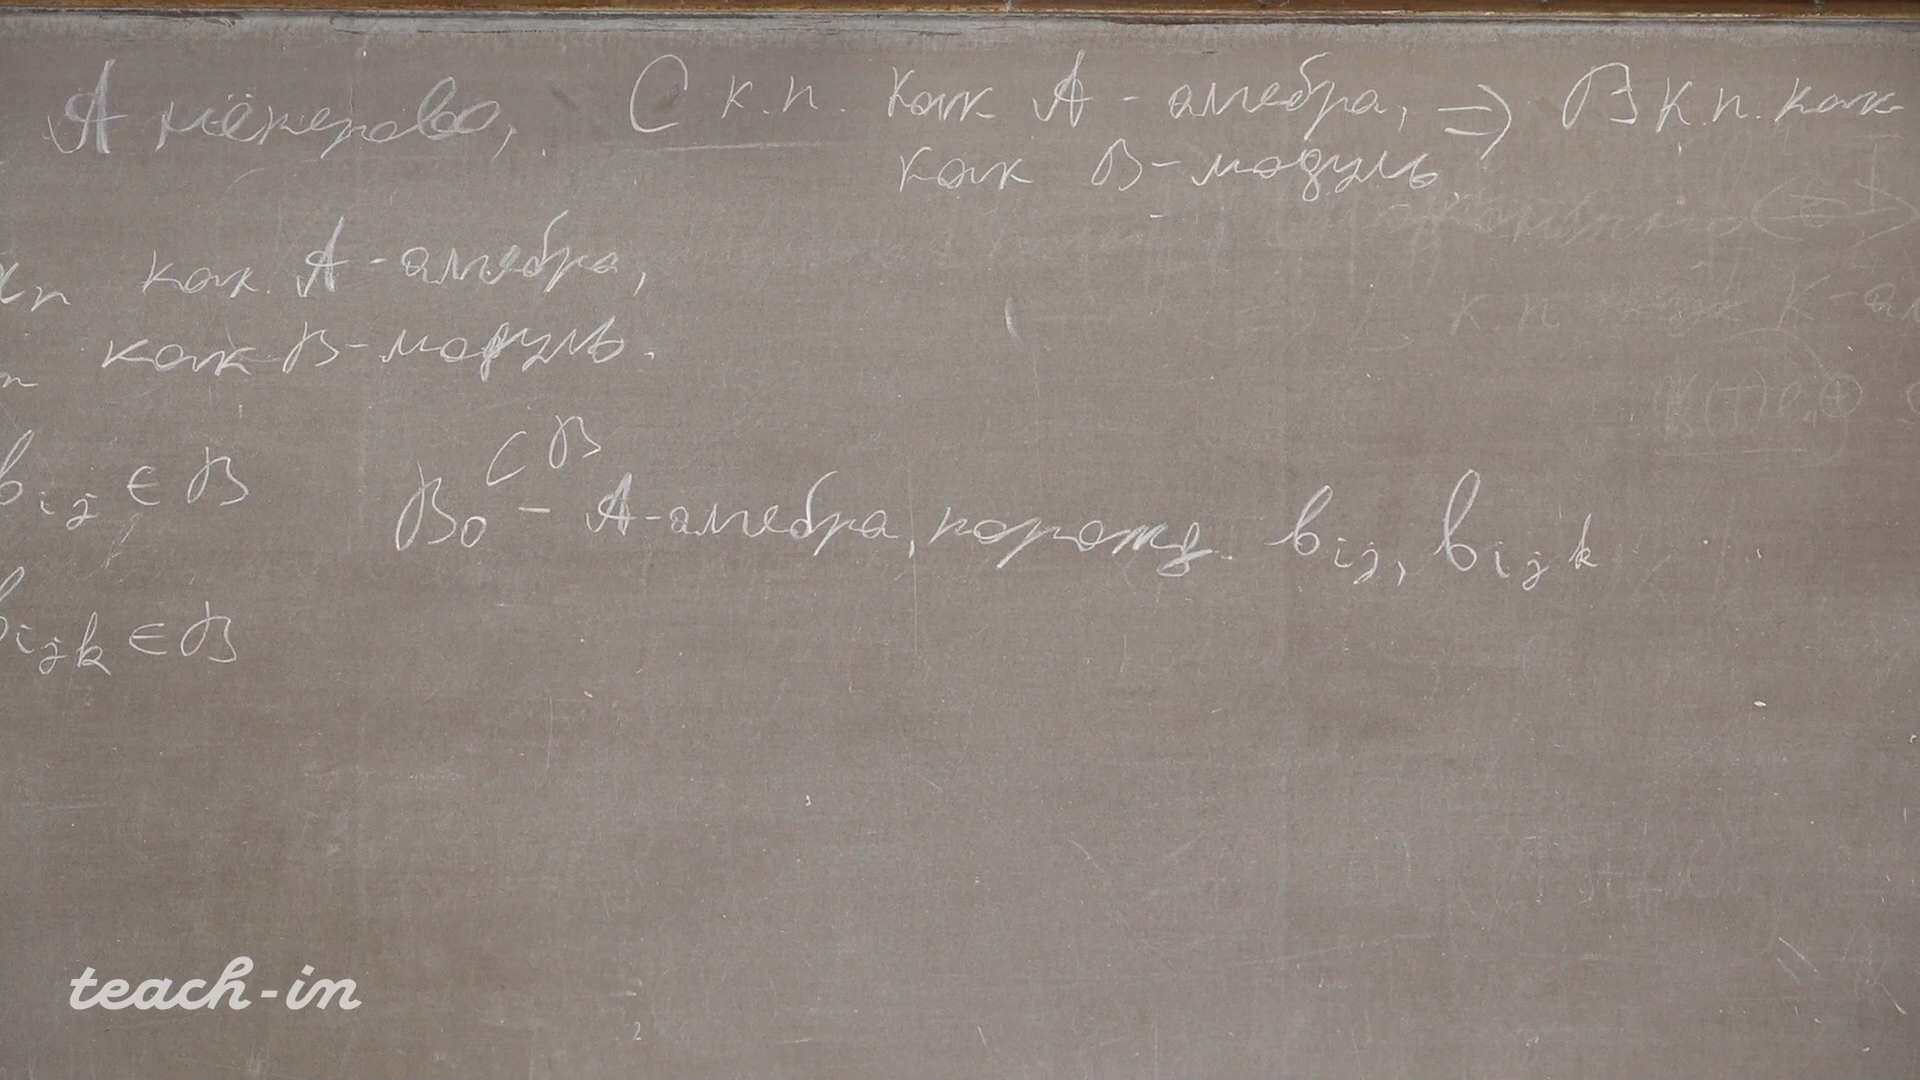 A нётерово, C к.п. как A-алгебра, ⇒ B к.п. как
как B-модуль.
x_n как A-алгебра,
как B-модуль.
⊂ B
b_{ij} ∈ B B_0 - A-алгебра, порожд. b_{ij}, b_{ijk}
b_{ijk} ∈ B
teach-in